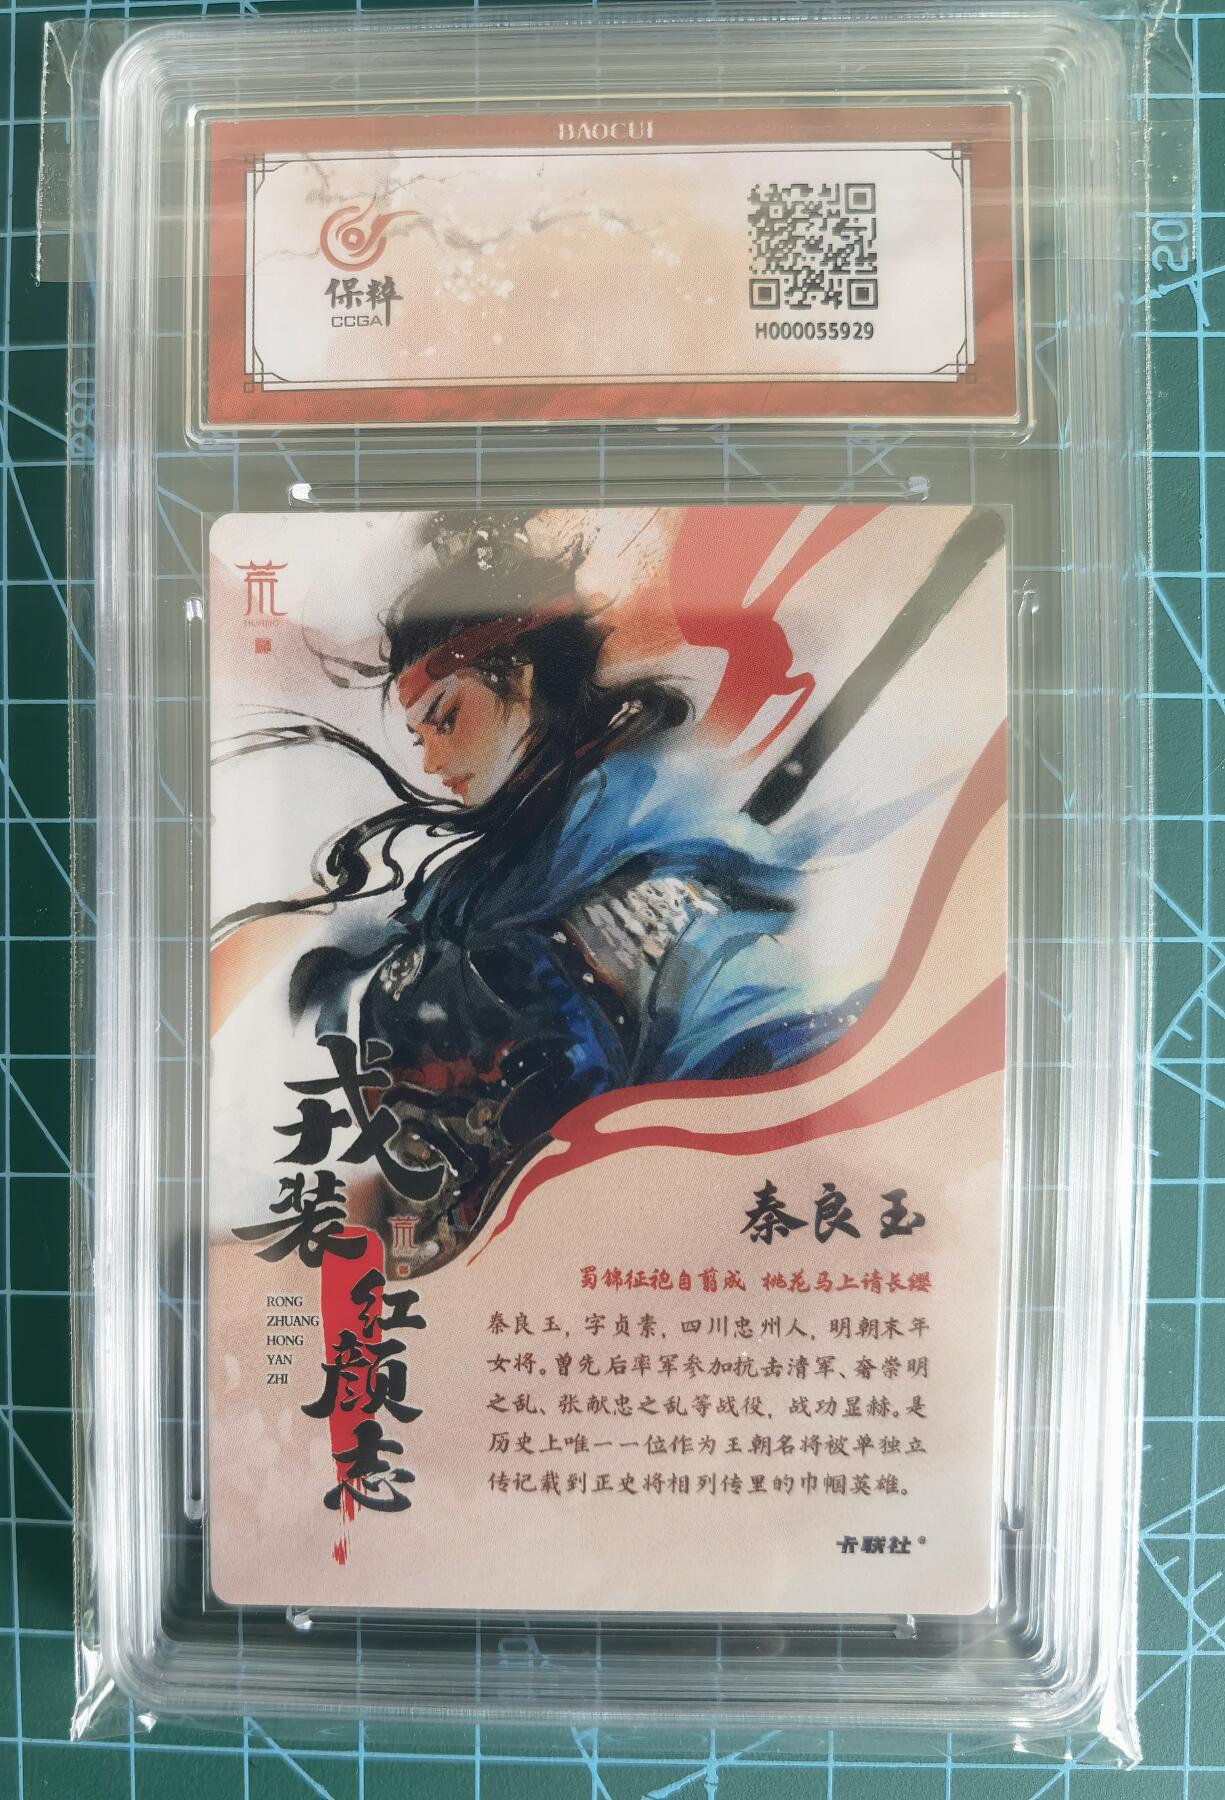 BAOCUI
保粹
CCGA
H000055929
荒
HUANG
戎装
红颜志
RONG
ZHUANG
HONG
YAN
ZHI
荒
秦良玉
蜀锦征袍自剪成 桃花马上请长缨
秦良玉，字贞素，四川忠州人，明朝末年
女将。曾先后率军参加抗击清军、奢崇明
之乱、张献忠之乱等战役，战功显赫。是
历史上唯一一位作为王朝名将被单独立
传记载到正史将相列传里的巾帼英雄。
卡联社®
120